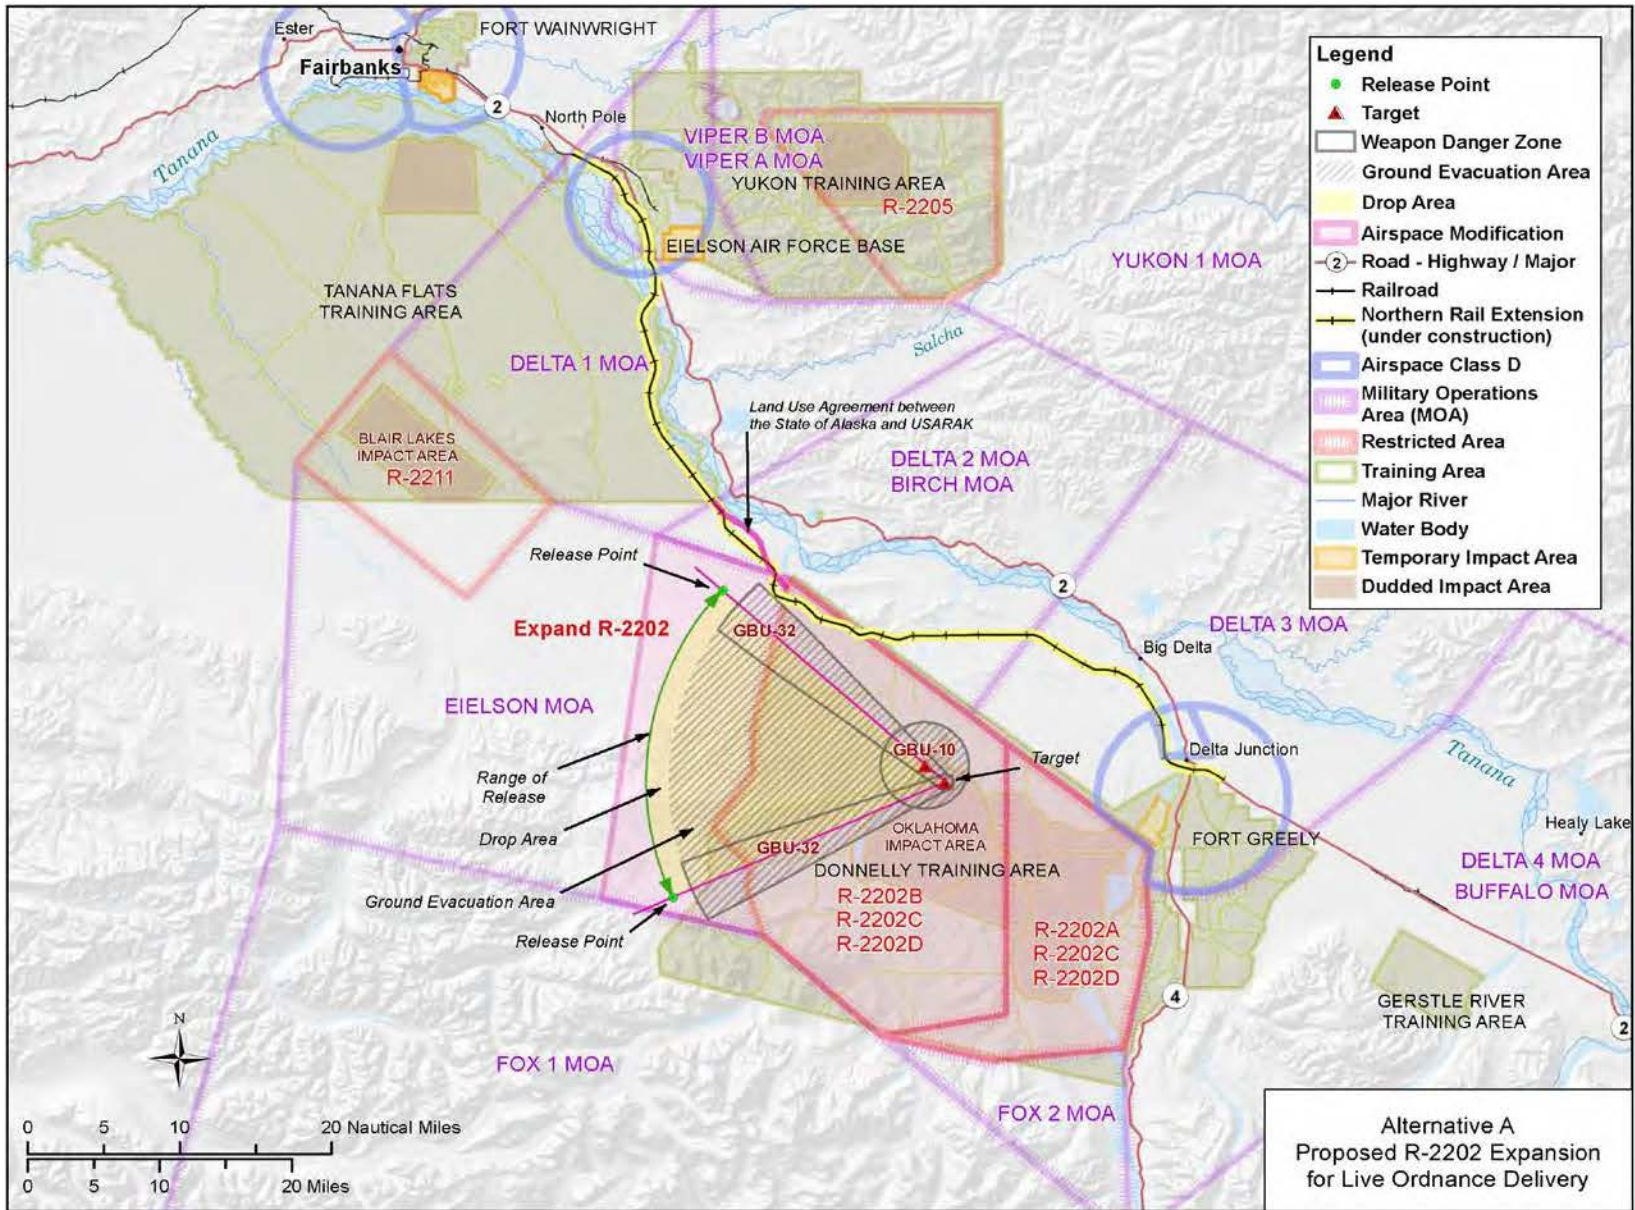 Ester
FORT WAINWRIGHT
Fairbanks
2
North Pole
Tanana
VIPER B MOA
VIPER A MOA
YUKON TRAINING AREA
R-2205
EIELSON AIR FORCE BASE
YUKON 1 MOA
TANANA FLATS
TRAINING AREA
Salcha
DELTA 1 MOA
Land Use Agreement between
the State of Alaska and USARAK
BLAIR LAKES
IMPACT AREA
R-2211
DELTA 2 MOA
BIRCH MOA
Release Point
2
Expand R-2202
GBU-32
DELTA 3 MOA
Big Delta
EIELSON MOA
GBU-10
Target
Delta Junction
Tanana
Range of
Release
Drop Area
OKLAHOMA
IMPACT AREA
GBU-32
FORT GREELY
Healy Lake
DONNELLY TRAINING AREA
DELTA 4 MOA
BUFFALO MOA
Ground Evacuation Area
R-2202B
R-2202C
R-2202D
R-2202A
R-2202C
R-2202D
Release Point
4
GERSTLE RIVER
TRAINING AREA
2
N
FOX 1 MOA
FOX 2 MOA
0 5 10 20 Nautical Miles
0 5 10 20 Miles
Legend
Release Point
Target
Weapon Danger Zone
Ground Evacuation Area
Drop Area
Airspace Modification
2 Road - Highway / Major
Railroad
Northern Rail Extension
(under construction)
Airspace Class D
Military Operations
Area (MOA)
Restricted Area
Training Area
Major River
Water Body
Temporary Impact Area
Dudded Impact Area
Alternative A
Proposed R-2202 Expansion
for Live Ordnance Delivery